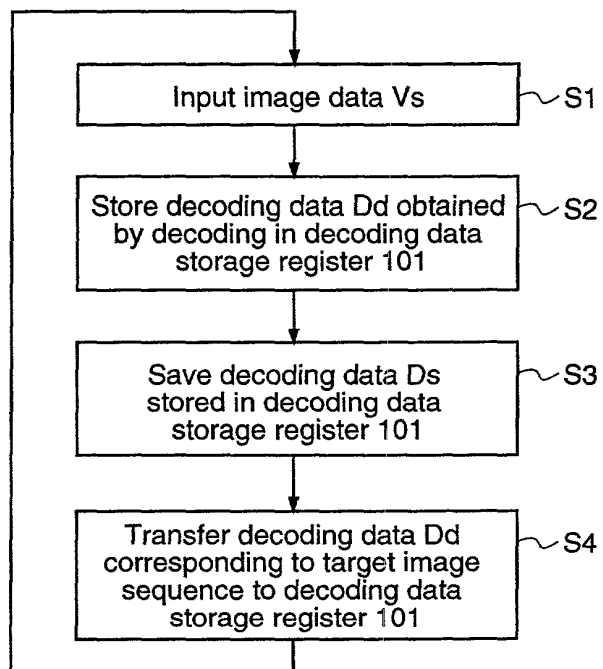 Input image data Vs
S1
Store decoding data Dd obtained
by decoding in decoding data
storage register 101
S2
Save decoding data Ds
stored in decoding data
storage register 101
S3
Transfer decoding data Dd
corresponding to target image
sequence to decoding data
storage register 101
S4